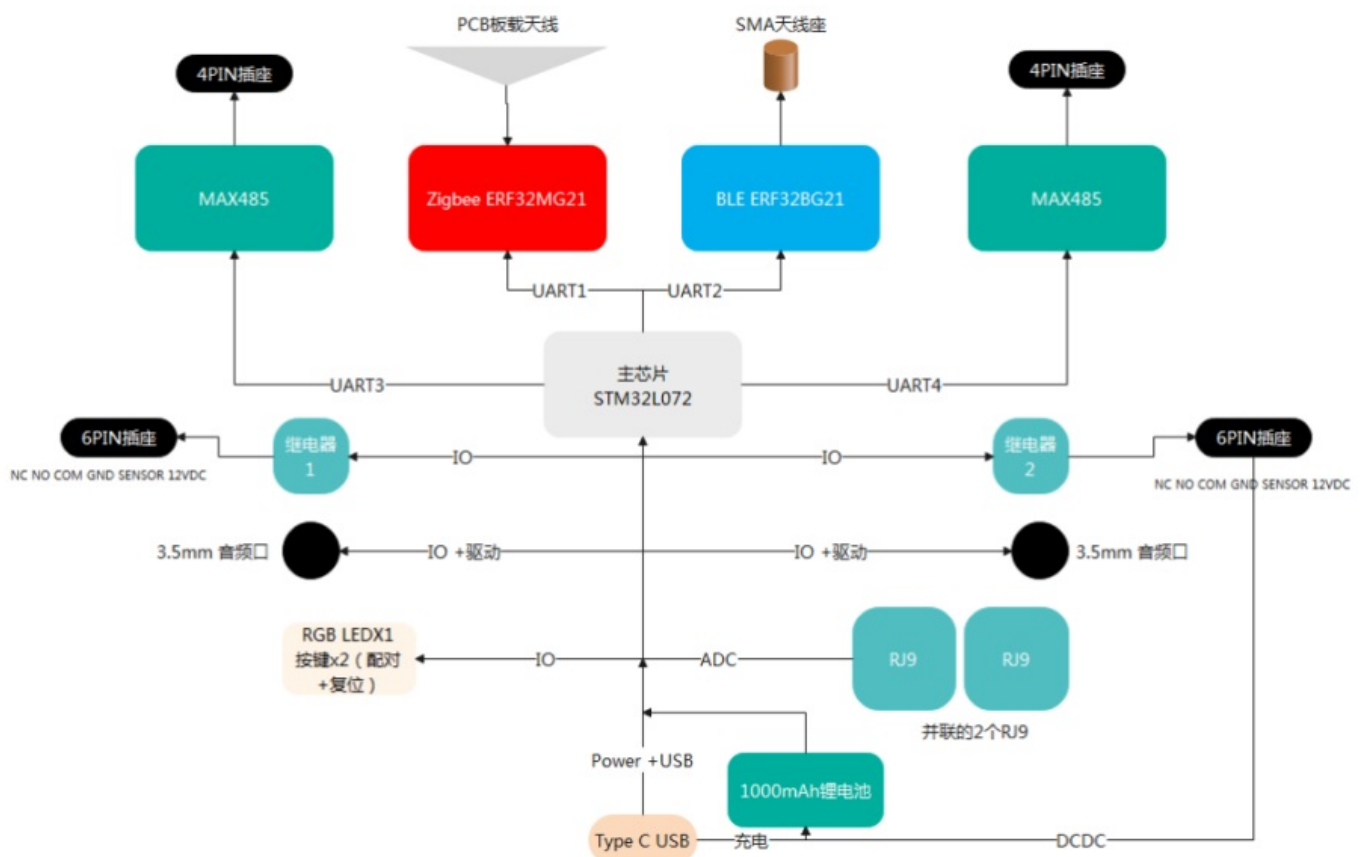 PCB板载天线
SMA天线座
4PIN插座
4PIN插座
MAX485
Zigbee ERF32MG21
BLE ERF32BG21
MAX485
UART1
UART2
主芯片
STM32L072
UART3
UART4
6PIN插座
继电器
1
IO
IO
继电器
2
6PIN插座
NC NO COM GND SENSOR 12VDC
NC NO COM GND SENSOR 12VDC
3.5mm 音频口
IO +驱动
IO +驱动
3.5mm 音频口
RGB LEDX1
按键x2（配对
+复位）
IO
ADC
RJ9
RJ9
并联的2个RJ9
Power +USB
1000mAh锂电池
Type C USB
充电
DCDC